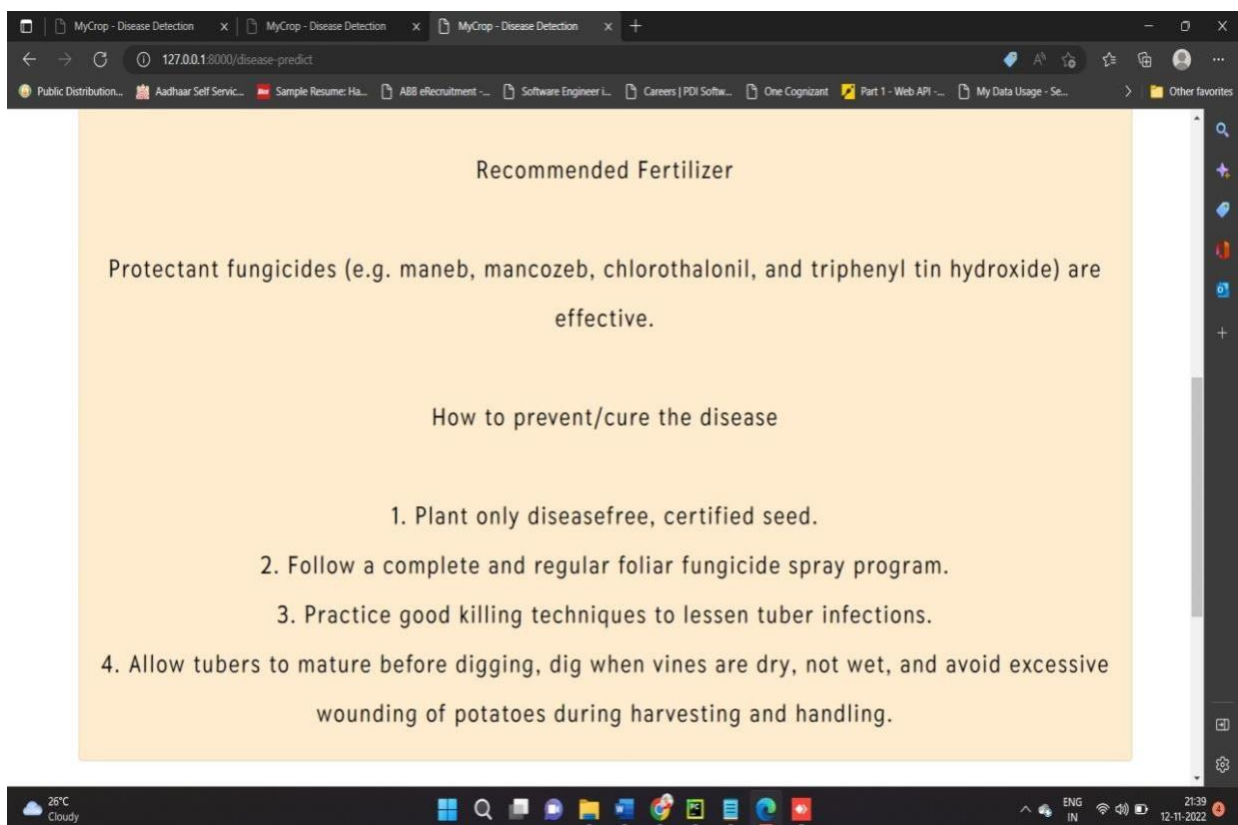 MyCrop - Disease Detection
MyCrop - Disease Detection
MyCrop - Disease Detection
127.0.0.1:8000/disease-predict
Public Distribution...
Aadhaar Self Servic...
Sample Resume: Ha...
ABB eRecruitment -...
Software Engineer i...
Careers | PDI Softw...
One Cognizant
Part 1 - Web API -...
My Data Usage - Se...
Other favorites
Recommended Fertilizer
Protectant fungicides (e.g. maneb, mancozeb, chlorothalonil, and triphenyl tin hydroxide) are
effective.
How to prevent/cure the disease
1. Plant only diseasefree, certified seed.
2. Follow a complete and regular foliar fungicide spray program.
3. Practice good killing techniques to lessen tuber infections.
4. Allow tubers to mature before digging, dig when vines are dry, not wet, and avoid excessive
wounding of potatoes during harvesting and handling.
26°C
Cloudy
ENG
IN
21:39
12-11-2022
4